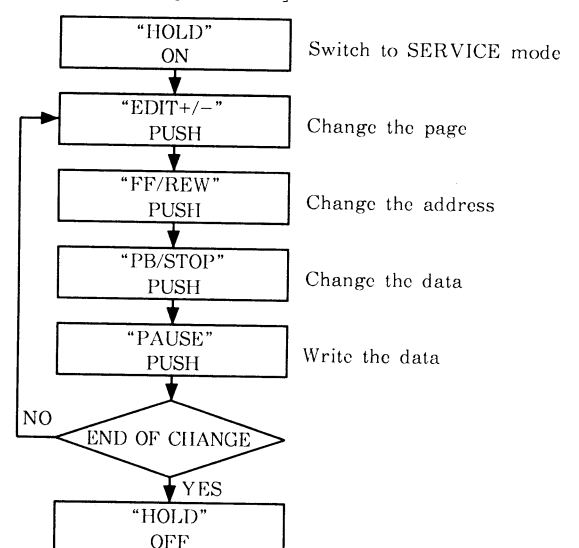 “HOLD”
ON
Switch to SERVICE mode
“EDIT+/−”
PUSH
Change the page
“FF/REW”
PUSH
Change the address
“PB/STOP”
PUSH
Change the data
“PAUSE”
PUSH
Write the data
NO
END OF CHANGE
YES
“HOLD”
OFF